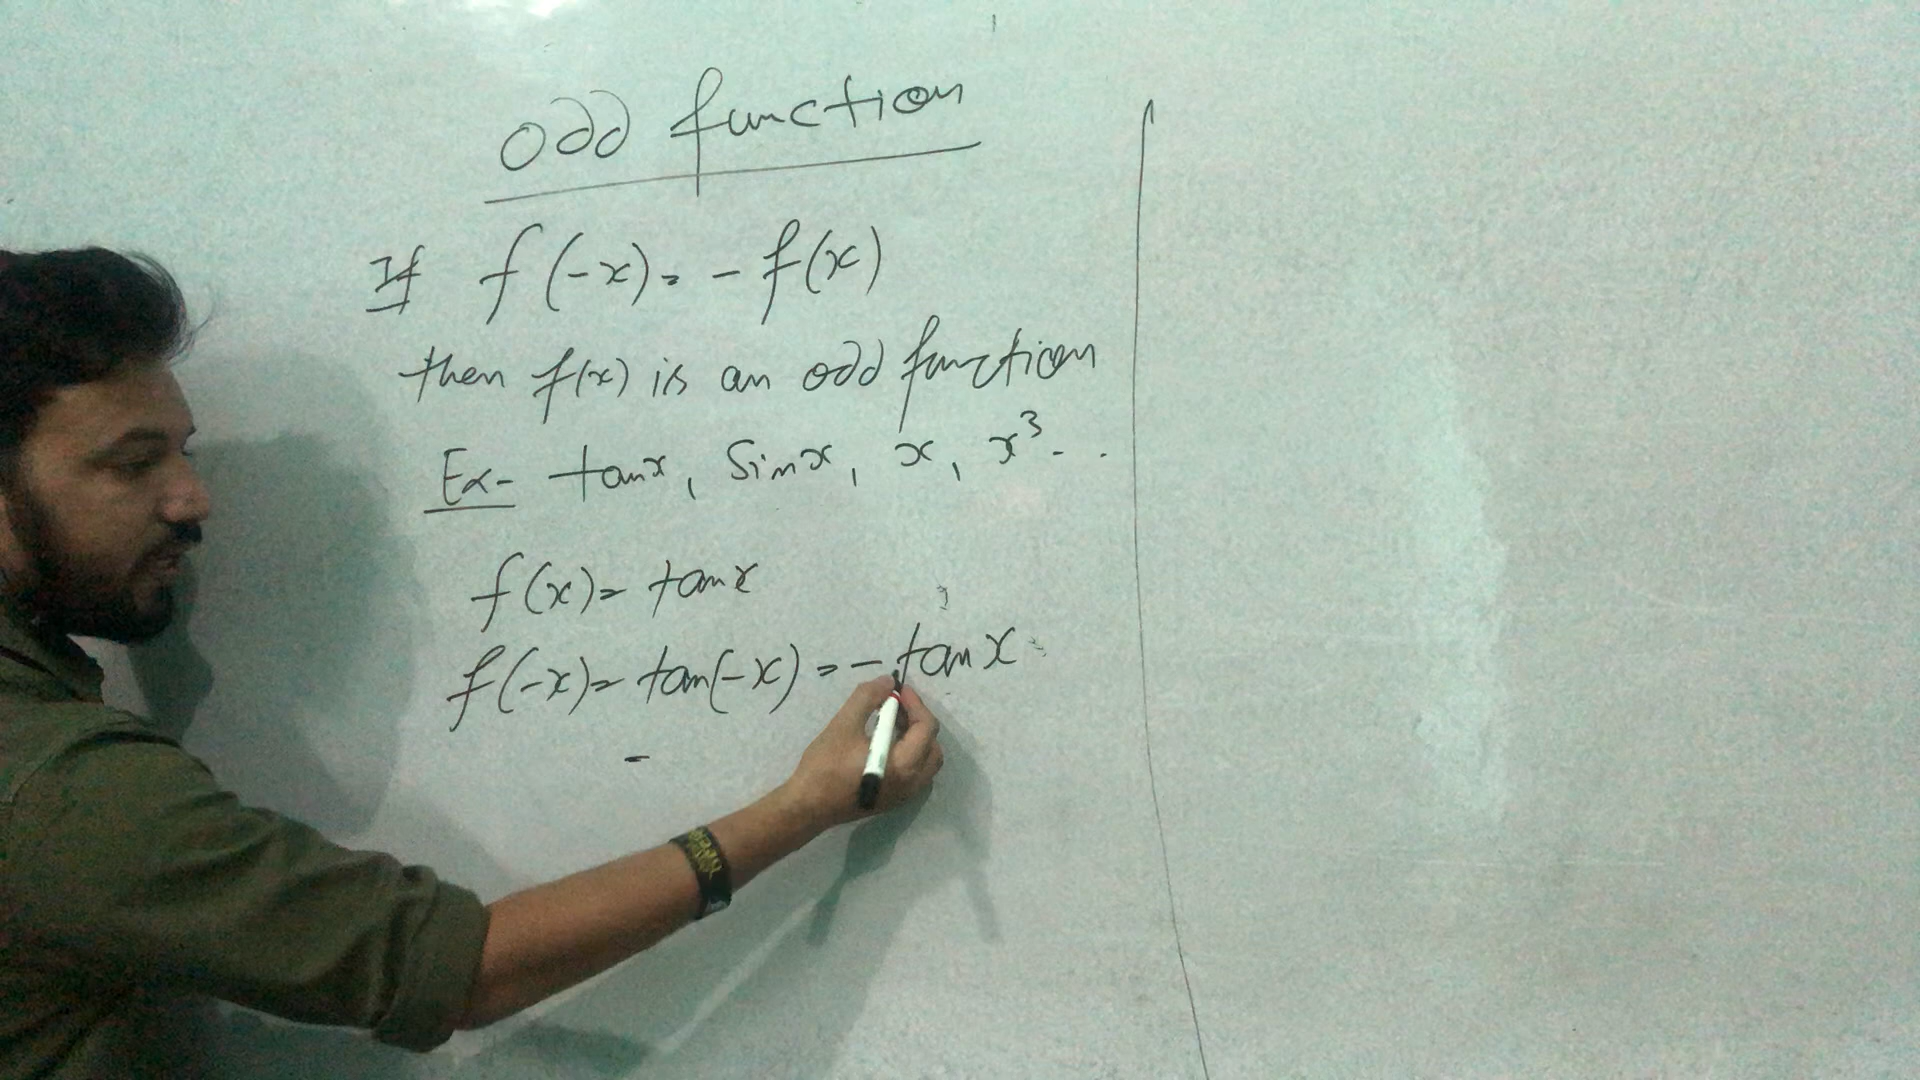 odd function
If f(-x) = -f(x)
then f(x) is an odd function
Ex- tanx, Sinx, x, x³- .
f(x) = tanx
f(-x) = tan(-x) = -tanx
-